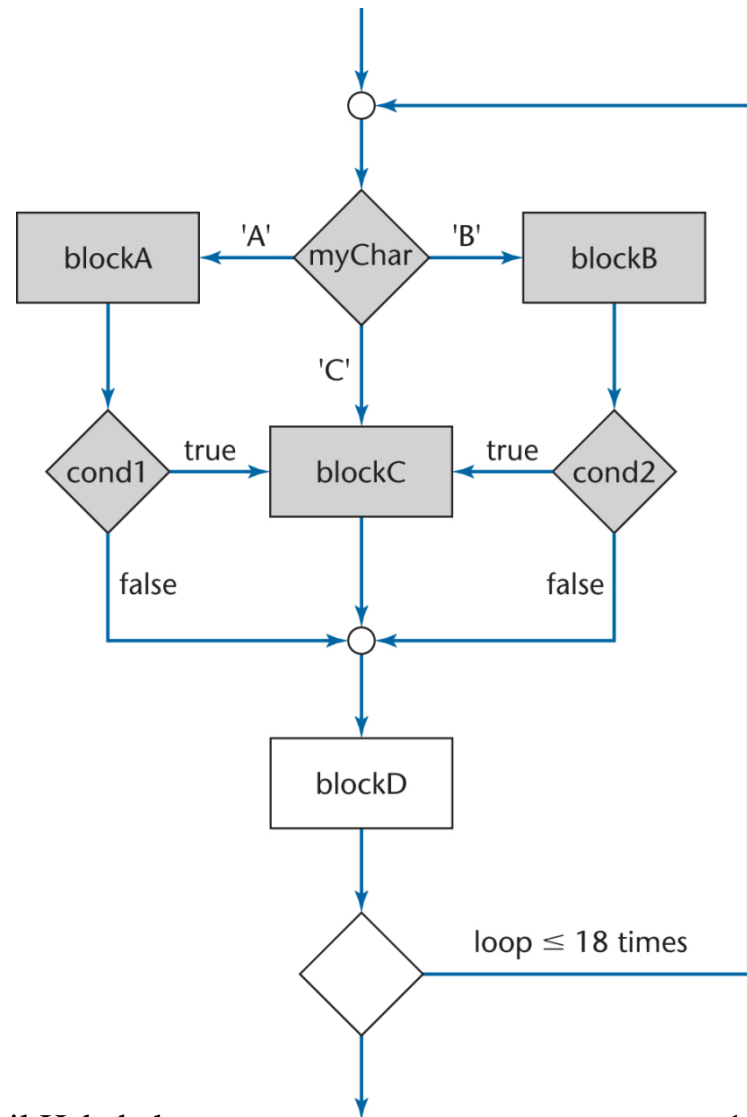 'A'
'B'
blockA
myChar
blockB
'C'
true
true
cond1
blockC
cond2
false
false
blockD
loop ≤ 18 times